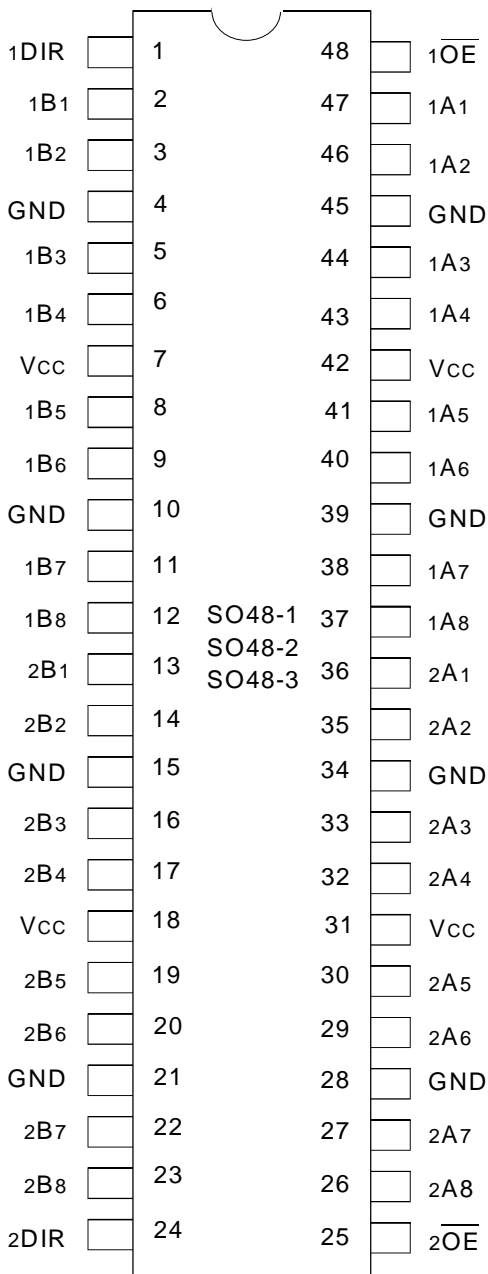 1DIR 1 48 1O̅E̅
1B1 2 47 1A1
1B2 3 46 1A2
GND 4 45 GND
1B3 5 44 1A3
1B4 6 43 1A4
VCC 7 42 VCC
1B5 8 41 1A5
1B6 9 40 1A6
GND 10 39 GND
1B7 11 38 1A7
1B8 12 SO48-1 37 1A8
SO48-2
2B1 13 SO48-3 36 2A1
2B2 14 35 2A2
GND 15 34 GND
2B3 16 33 2A3
2B4 17 32 2A4
VCC 18 31 VCC
2B5 19 30 2A5
2B6 20 29 2A6
GND 21 28 GND
2B7 22 27 2A7
2B8 23 26 2A8
2DIR 24 25 2O̅E̅